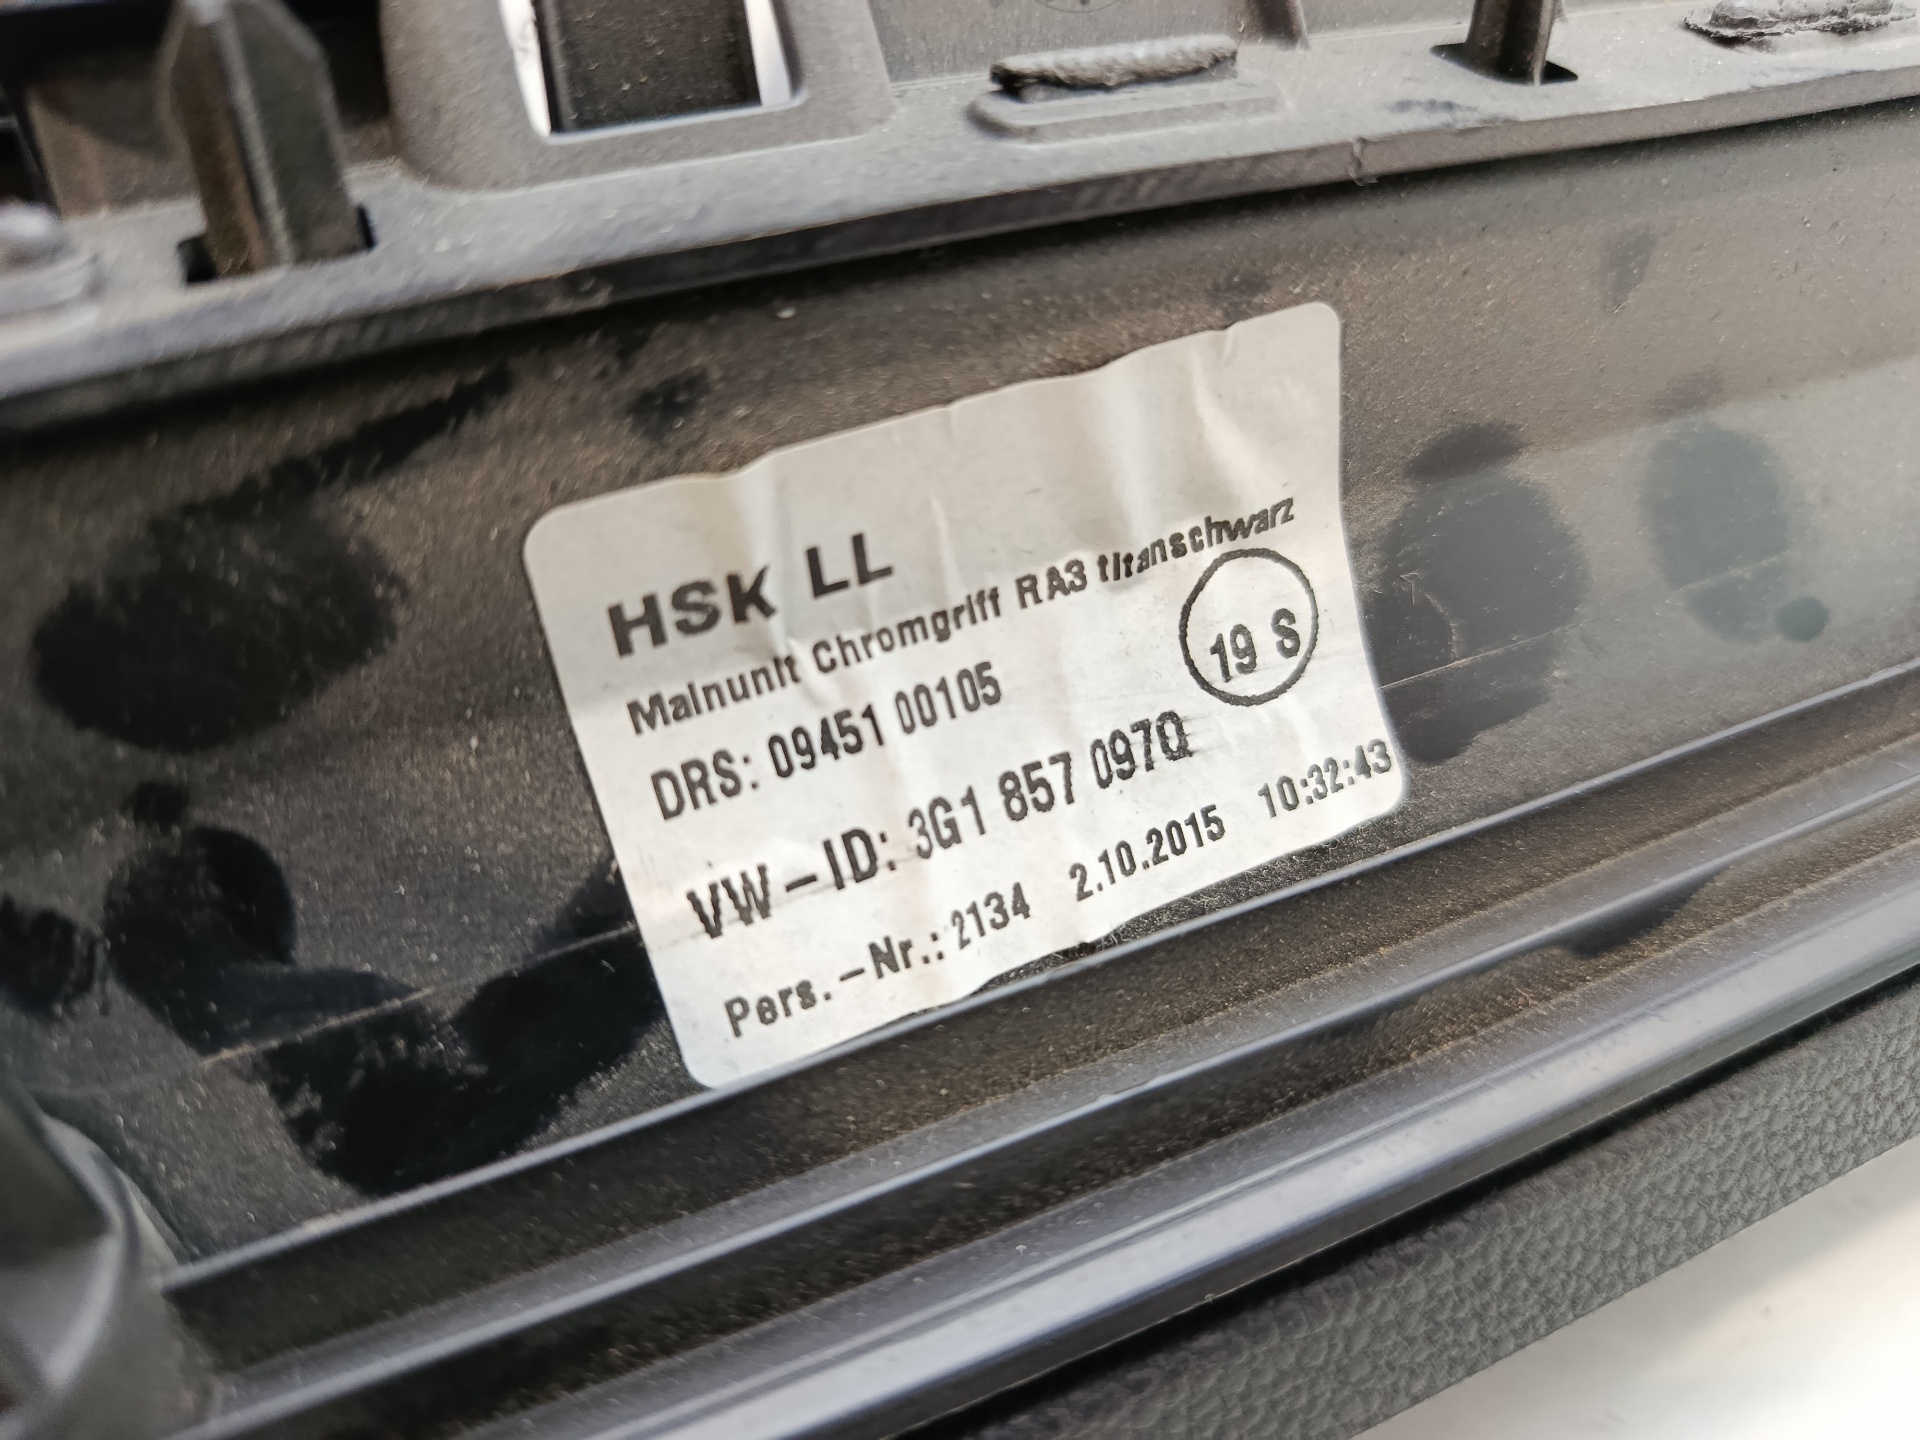 HSK LL
Mainunit Chromgriff RA3 titanschwarz
DRS: 09451 00105
19 S
VW-ID: 3G1 857 097Q
Pers.-Nr.: 2134 2.10.2015 10:32:43